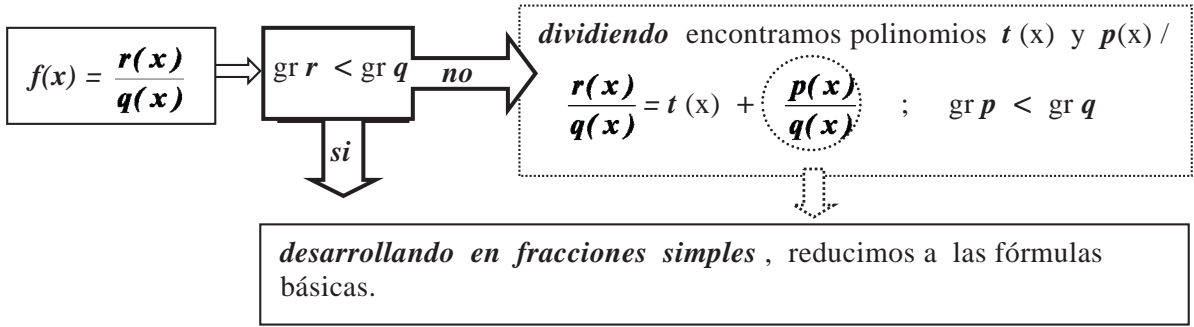 f(x) = r(x)/q(x)
gr r < gr q
no
si
dividiendo encontramos polinomios t (x) y p(x) /
r(x)/q(x) = t (x) + p(x)/q(x) ; gr p < gr q
desarrollando en fracciones simples , reducimos a las fórmulas
básicas.